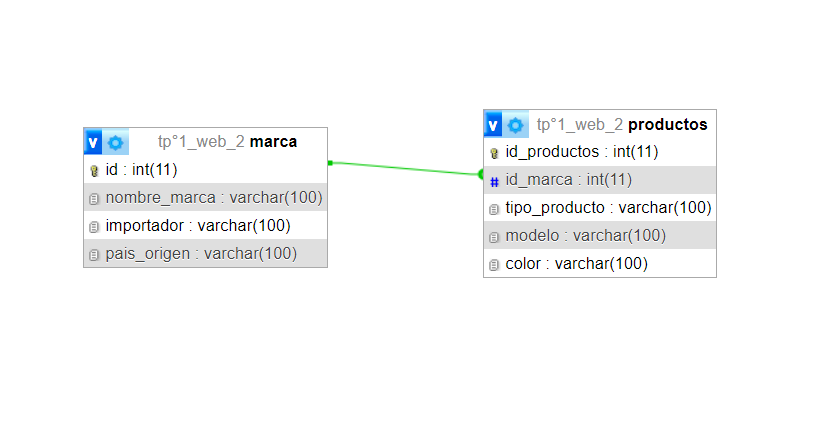 v tp°1_web_2 marca
id : int(11)
nombre_marca : varchar(100)
importador : varchar(100)
pais_origen : varchar(100)
v tp°1_web_2 productos
id_productos : int(11)
# id_marca : int(11)
tipo_producto : varchar(100)
modelo : varchar(100)
color : varchar(100)